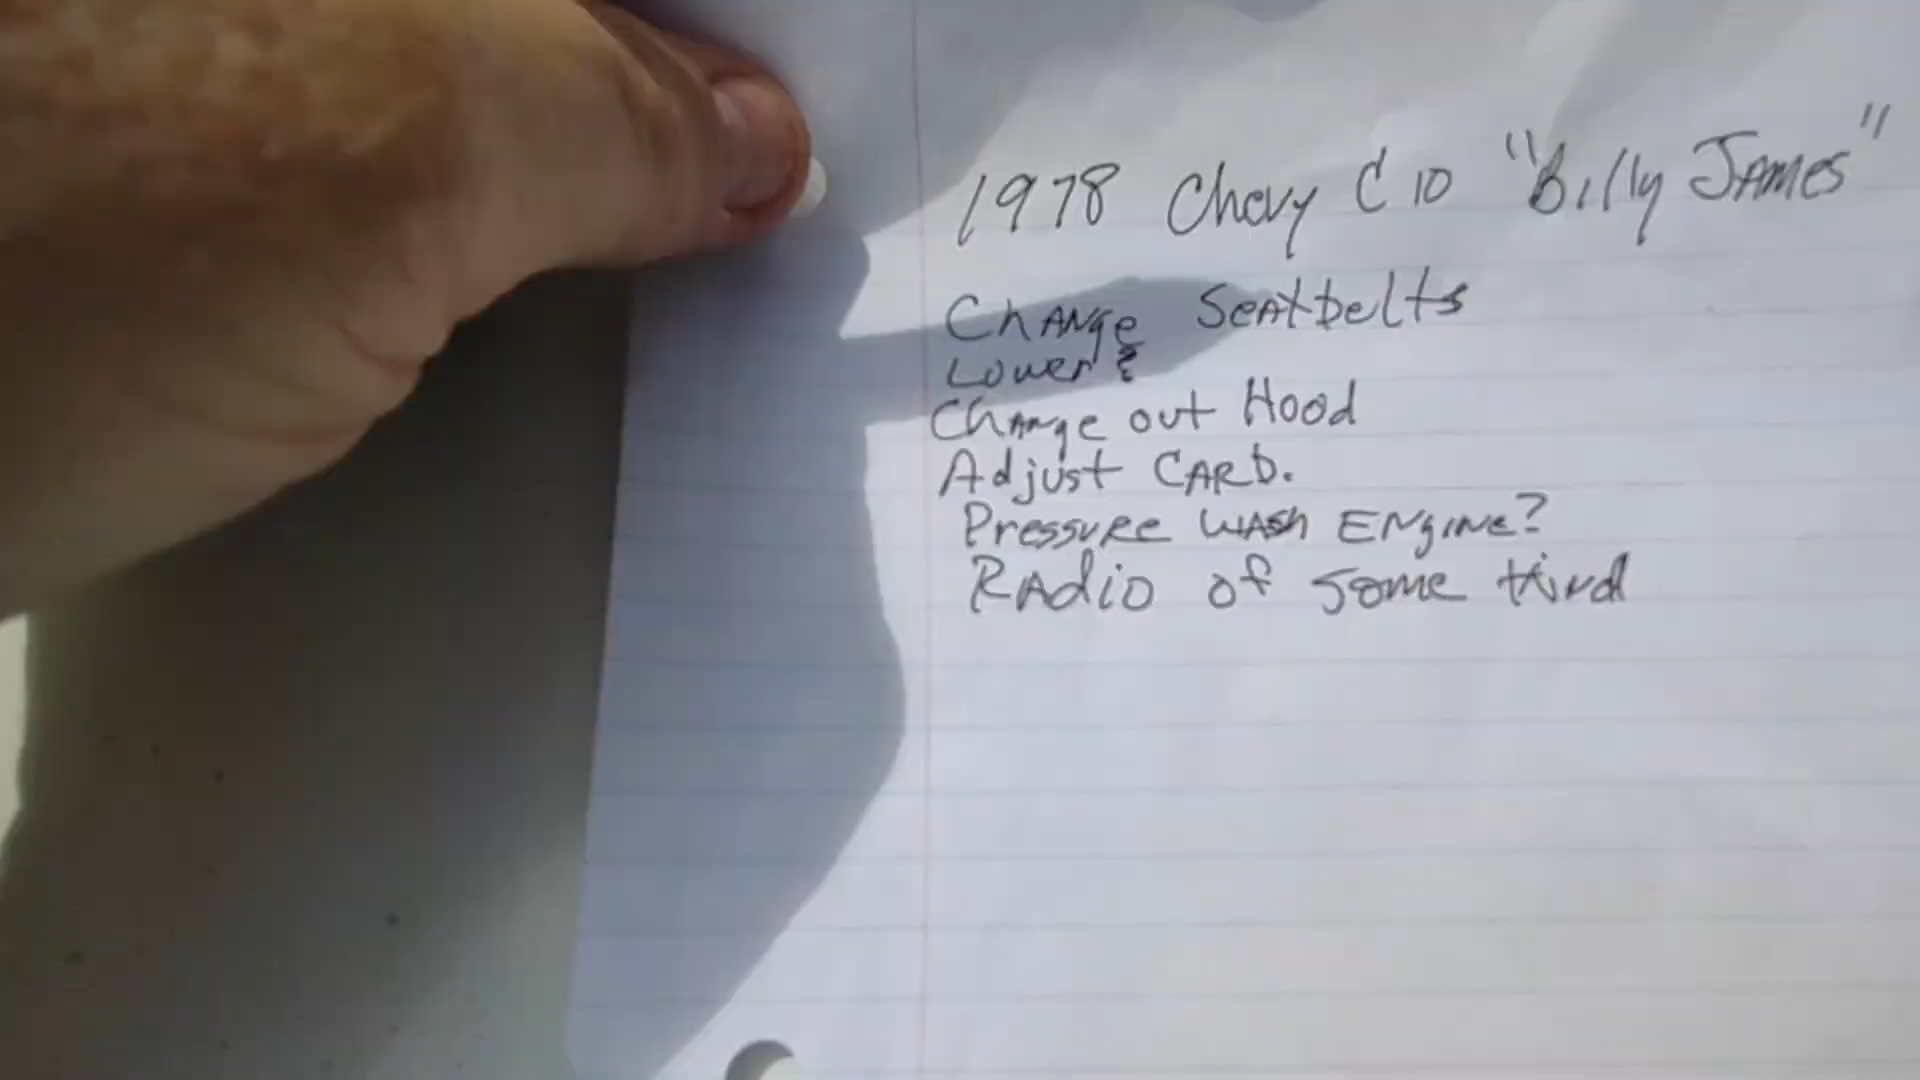 1978 Chevy C10 "Billy James"
Change Seatbelts
Lower ?
Change out Hood
Adjust CARb.
Pressure wash Engine?
Radio of some kind